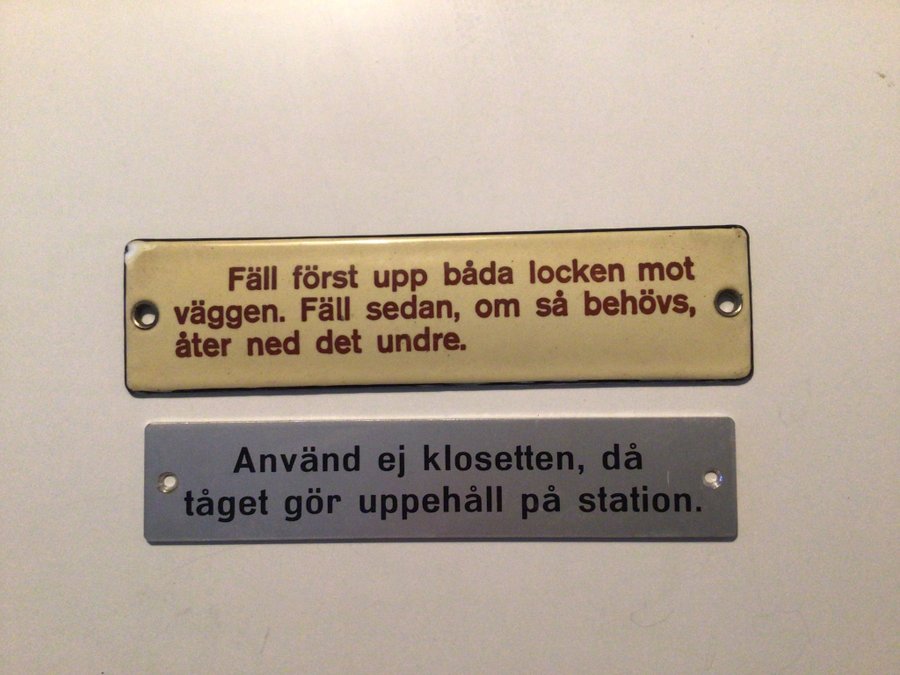 Fäll först upp båda locken mot
väggen. Fäll sedan, om så behövs,
åter ned det undre.
Använd ej klosetten, då
tåget gör uppehåll på station.